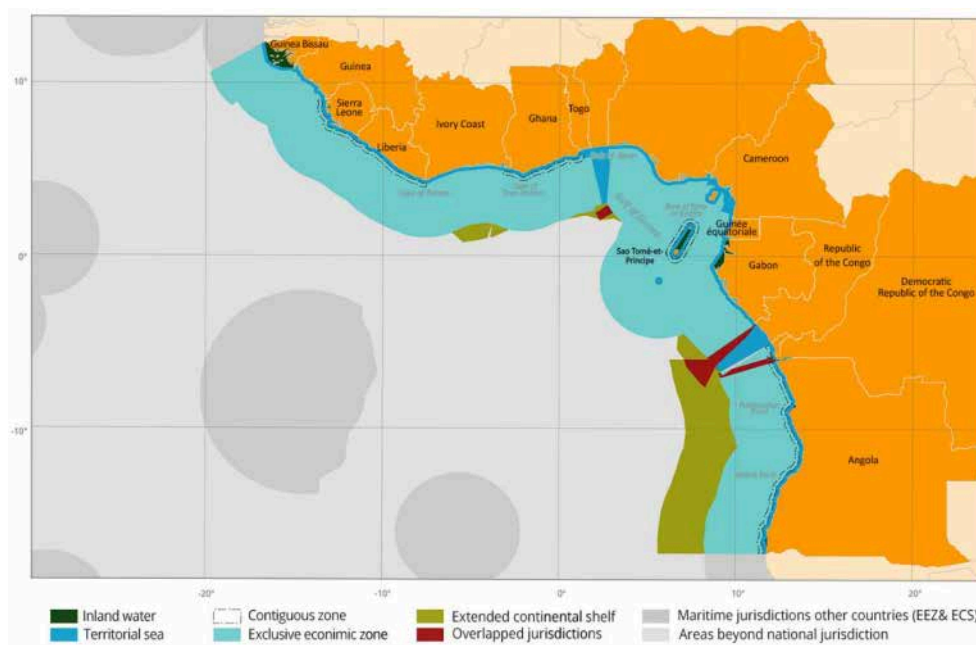 Guinea Bissau
Guinea
Sierra
Leone
Liberia
Ivory Coast
Ghana
Togo
Cameroon
Guinée
équatoriale
Sao Tomé-et-
Principe
Gabon
Republic
of the Congo
Democratic
Republic of the Congo
Angola
Gulf of Guinea
10°
0°
-10°
-20°
-10°
0°
10°
20°
Inland water
Territorial sea
Contiguous zone
Exclusive econimic zone
Extended continental shelf
Overlapped jurisdictions
Maritime jurisdictions other countries (EEZ& ECS)
Areas beyond national jurisdiction